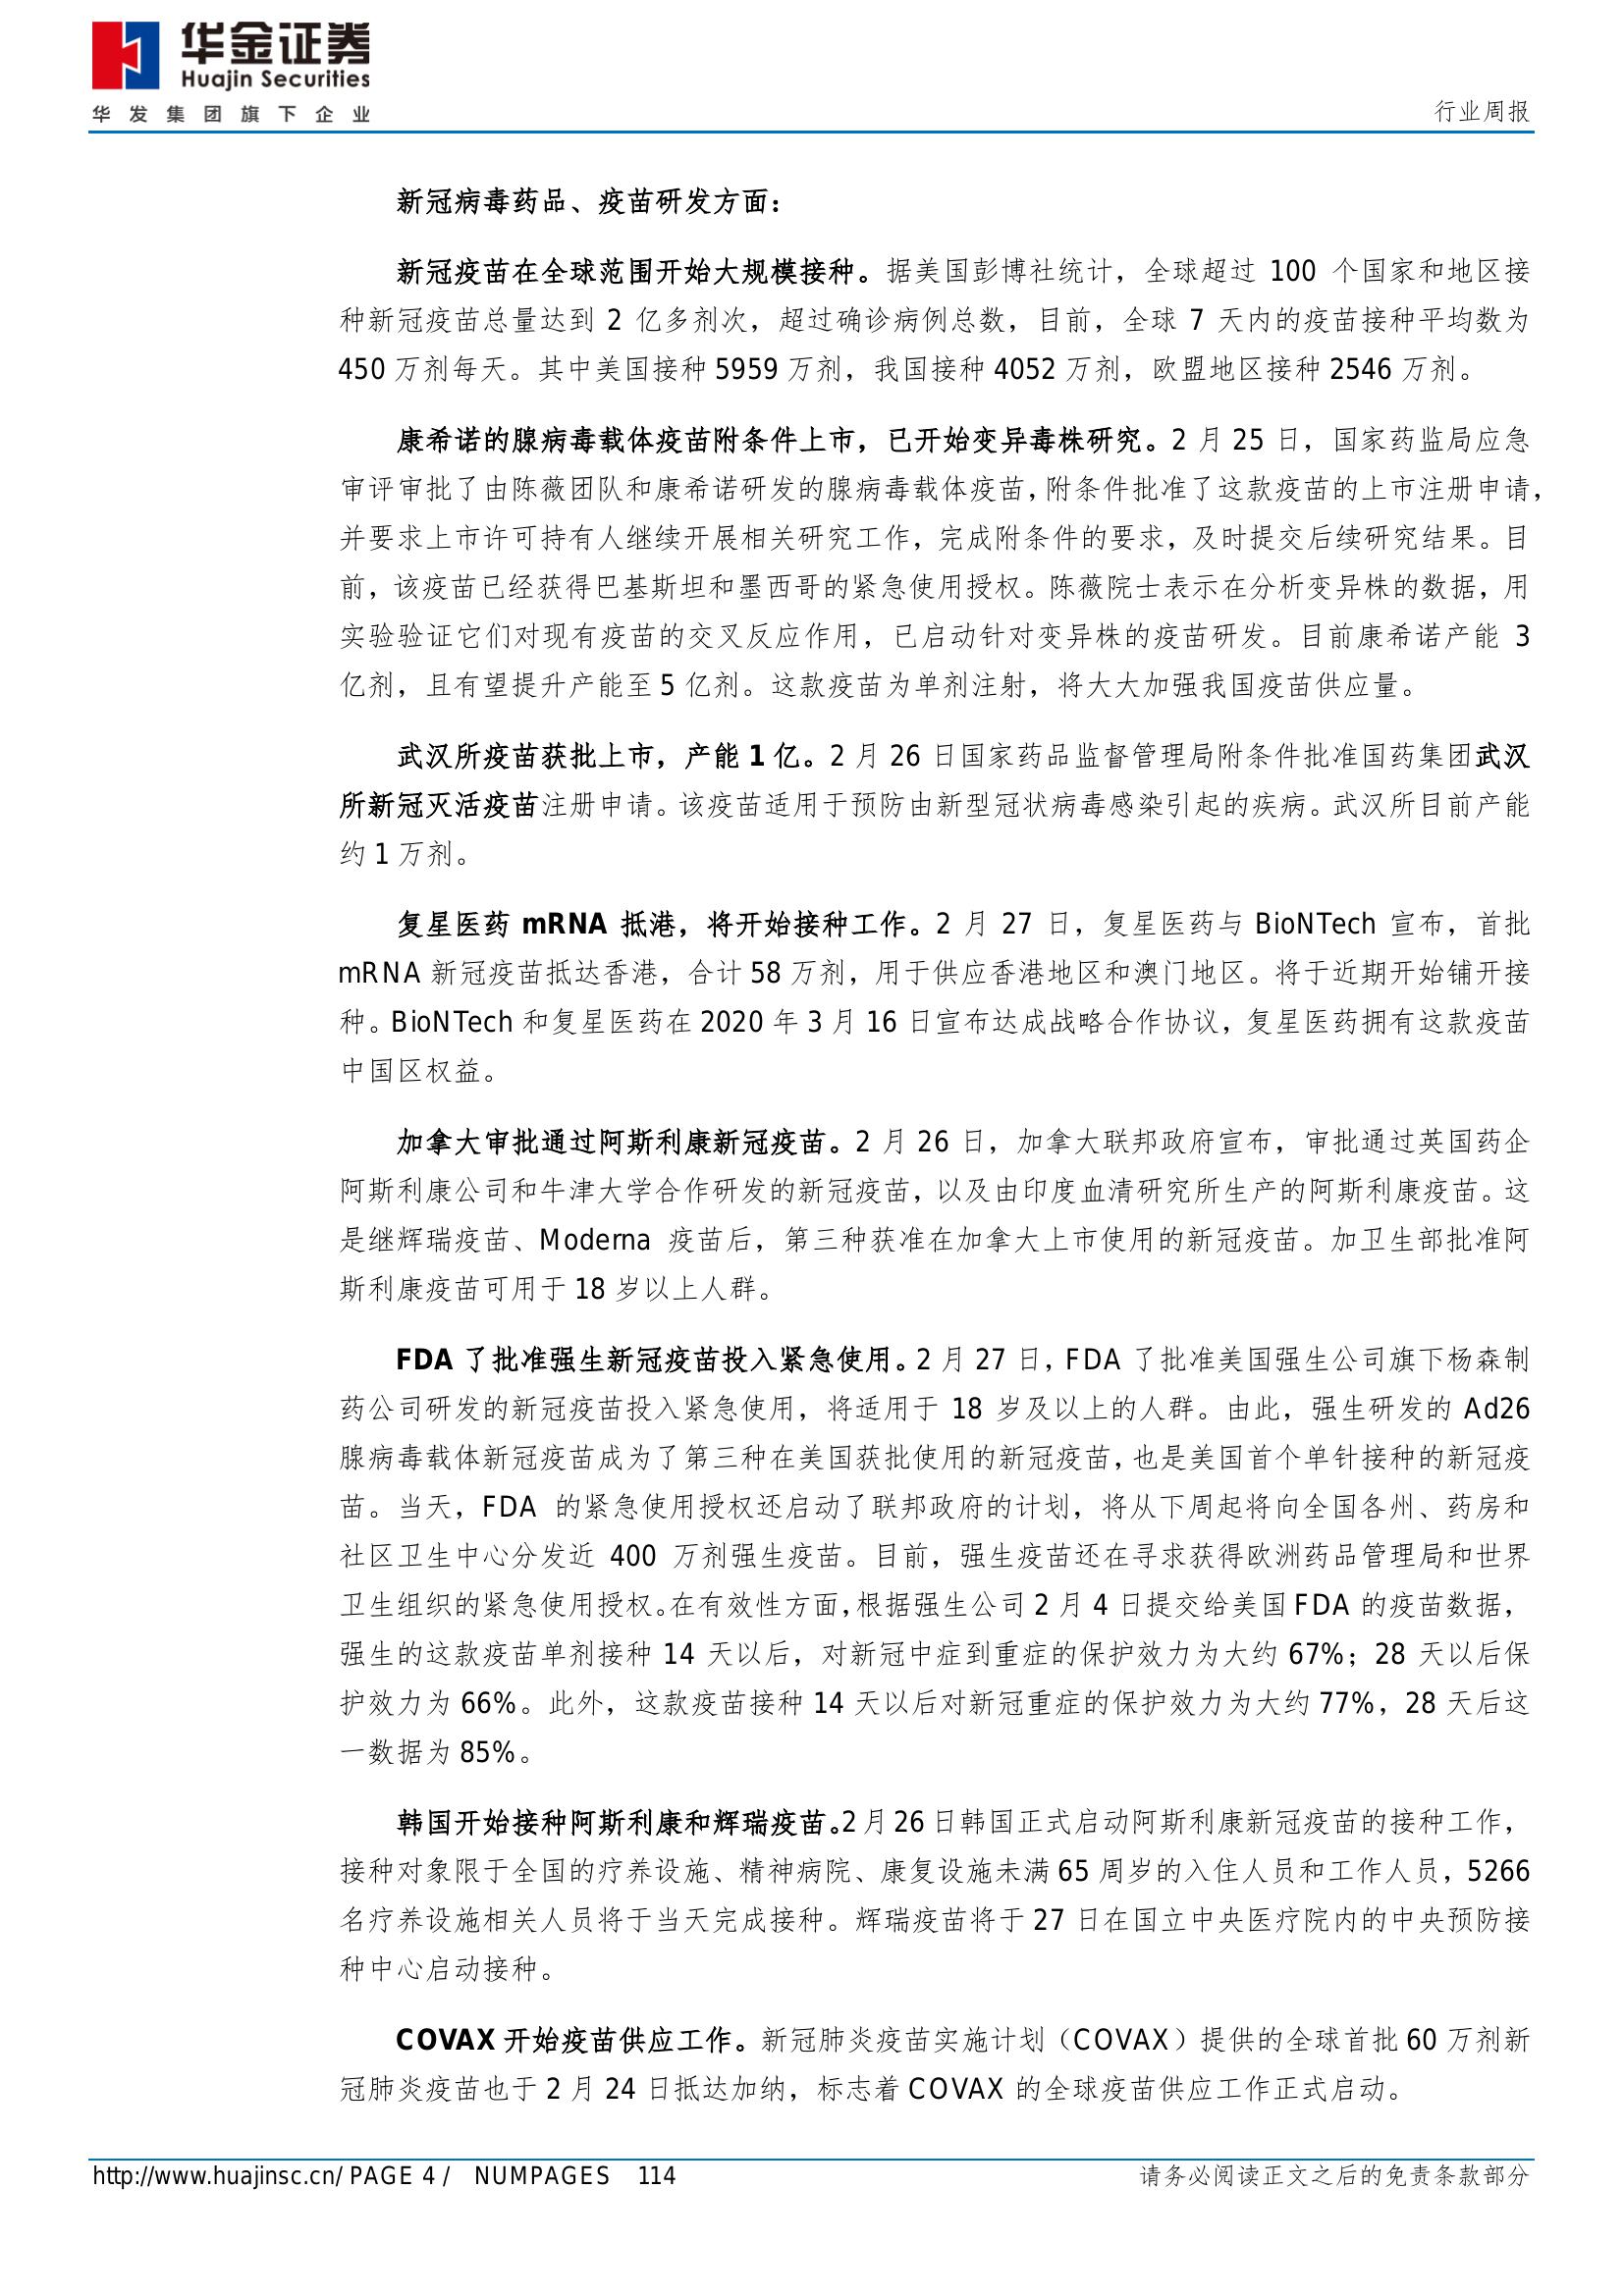 华金证券
Huajin Securities
华发集团旗下企业
行业周报
新冠病毒药品、疫苗研发方面：
新冠疫苗在全球范围开始大规模接种。据美国彭博社统计，全球超过 100 个国家和地区接
种新冠疫苗总量达到 2 亿多剂次，超过确诊病例总数，目前，全球 7 天内的疫苗接种平均数为
450 万剂每天。其中美国接种 5959 万剂，我国接种 4052 万剂，欧盟地区接种 2546 万剂。
康希诺的腺病毒载体疫苗附条件上市，已开始变异毒株研究。2 月 25 日，国家药监局应急
审评审批了由陈薇团队和康希诺研发的腺病毒载体疫苗，附条件批准了这款疫苗的上市注册申请，
并要求上市许可持有人继续开展相关研究工作，完成附条件的要求，及时提交后续研究结果。目
前，该疫苗已经获得巴基斯坦和墨西哥的紧急使用授权。陈薇院士表示在分析变异株的数据，用
实验验证它们对现有疫苗的交叉反应作用，已启动针对变异株的疫苗研发。目前康希诺产能 3
亿剂，且有望提升产能至 5 亿剂。这款疫苗为单剂注射，将大大加强我国疫苗供应量。
武汉所疫苗获批上市，产能 1 亿。2 月 26 日国家药品监督管理局附条件批准国药集团武汉
所新冠灭活疫苗注册申请。该疫苗适用于预防由新型冠状病毒感染引起的疾病。武汉所目前产能
约 1 万剂。
复星医药 mRNA 抵港，将开始接种工作。2 月 27 日，复星医药与 BioNTech 宣布，首批
mRNA 新冠疫苗抵达香港，合计 58 万剂，用于供应香港地区和澳门地区。将于近期开始铺开接
种。BioNTech 和复星医药在 2020 年 3 月 16 日宣布达成战略合作协议，复星医药拥有这款疫苗
中国区权益。
加拿大审批通过阿斯利康新冠疫苗。2 月 26 日，加拿大联邦政府宣布，审批通过英国药企
阿斯利康公司和牛津大学合作研发的新冠疫苗，以及由印度血清研究所生产的阿斯利康疫苗。这
是继辉瑞疫苗、Moderna 疫苗后，第三种获准在加拿大上市使用的新冠疫苗。加卫生部批准阿
斯利康疫苗可用于 18 岁以上人群。
FDA 了批准强生新冠疫苗投入紧急使用。2 月 27 日，FDA 了批准美国强生公司旗下杨森制
药公司研发的新冠疫苗投入紧急使用，将适用于 18 岁及以上的人群。由此，强生研发的 Ad26
腺病毒载体新冠疫苗成为了第三种在美国获批使用的新冠疫苗，也是美国首个单针接种的新冠疫
苗。当天，FDA 的紧急使用授权还启动了联邦政府的计划，将从下周起将向全国各州、药房和
社区卫生中心分发近 400 万剂强生疫苗。目前，强生疫苗还在寻求获得欧洲药品管理局和世界
卫生组织的紧急使用授权。在有效性方面，根据强生公司 2 月 4 日提交给美国 FDA 的疫苗数据，
强生的这款疫苗单剂接种 14 天以后，对新冠中症到重症的保护效力为大约 67%；28 天以后保
护效力为 66%。此外，这款疫苗接种 14 天以后对新冠重症的保护效力为大约 77%，28 天后这
一数据为 85%。
韩国开始接种阿斯利康和辉瑞疫苗。2 月 26 日韩国正式启动阿斯利康新冠疫苗的接种工作，
接种对象限于全国的疗养设施、精神病院、康复设施未满 65 周岁的入住人员和工作人员，5266
名疗养设施相关人员将于当天完成接种。辉瑞疫苗将于 27 日在国立中央医疗院内的中央预防接
种中心启动接种。
COVAX 开始疫苗供应工作。新冠肺炎疫苗实施计划（COVAX）提供的全球首批 60 万剂新
冠肺炎疫苗也于 2 月 24 日抵达加纳，标志着 COVAX 的全球疫苗供应工作正式启动。
http://www.huajinsc.cn/ PAGE 4 / NUMPAGES 114
请务必阅读正文之后的免责条款部分